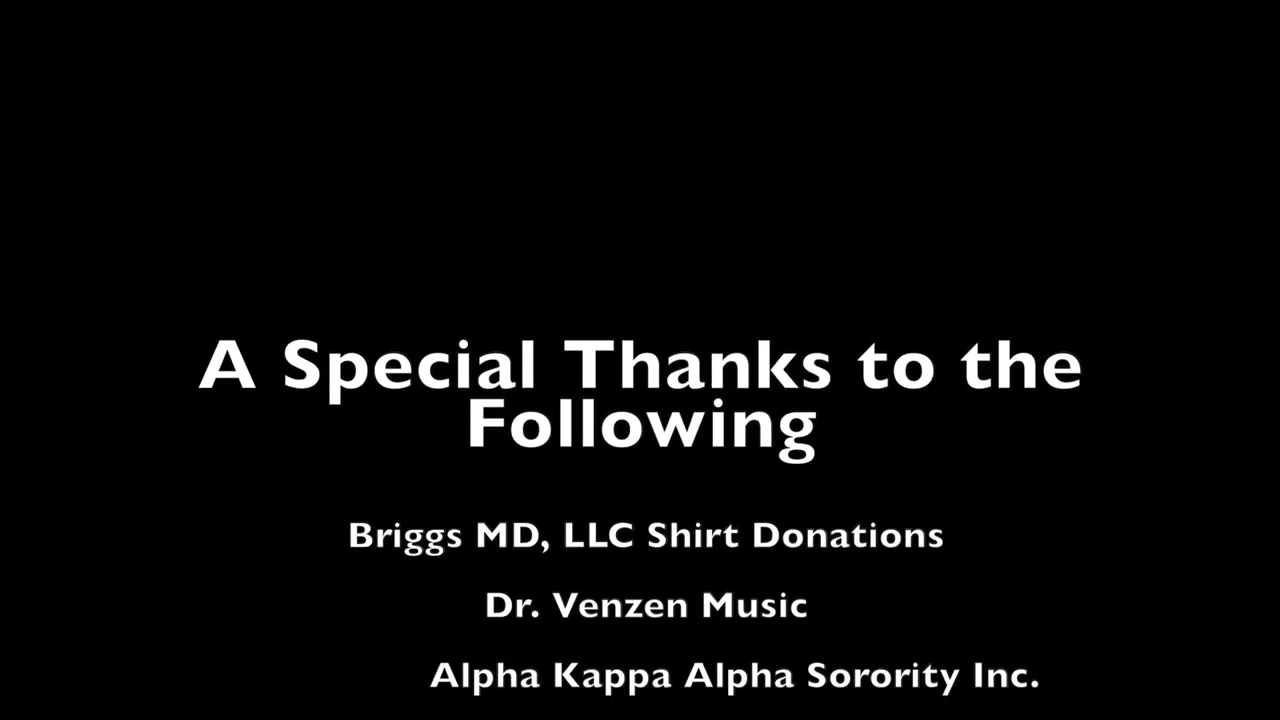 A Special Thanks to the
Following
Briggs MD, LLC Shirt Donations
Dr. Venzen Music
Alpha Kappa Alpha Sorority Inc.